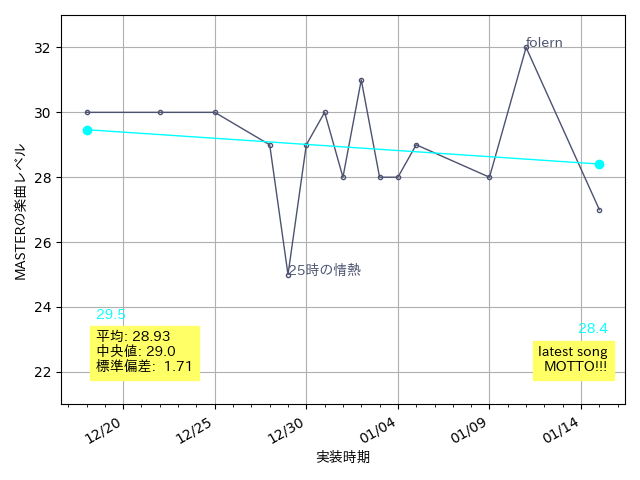 32
30
28
26
24
22
MASTERの楽曲レベル
folern
25時の情熱
29.5
平均: 28.93
中央値: 29.0
標準偏差: 1.71
28.4
latest song
MOTTO!!!
12/20
12/25
12/30
01/04
01/09
01/14
実装時期